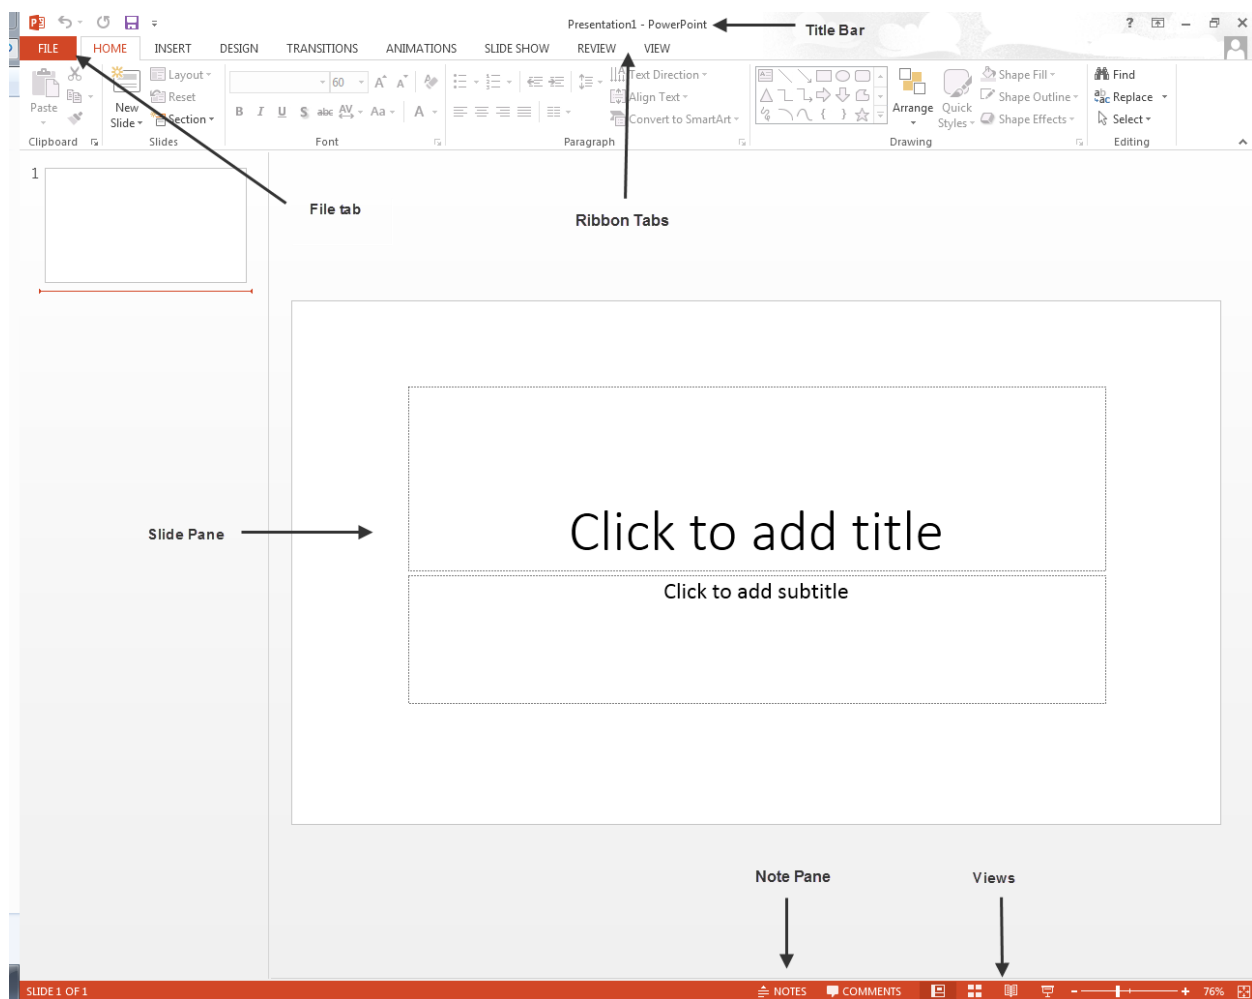 Presentation1 - PowerPoint
Title Bar
?
FILE HOME INSERT DESIGN TRANSITIONS ANIMATIONS SLIDE SHOW REVIEW VIEW
Paste
New
Slide
Layout
Reset
Section
60
B I U S abc AV Aa A
Text Direction
Align Text
Convert to SmartArt
Arrange
Quick
Styles
Shape Fill
Shape Outline
Shape Effects
Find
Replace
Select
Clipboard Slides Font Paragraph Drawing Editing
1
File tab
Ribbon Tabs
Slide Pane
Click to add title
Click to add subtitle
Note Pane
Views
SLIDE 1 OF 1 NOTES COMMENTS 76%